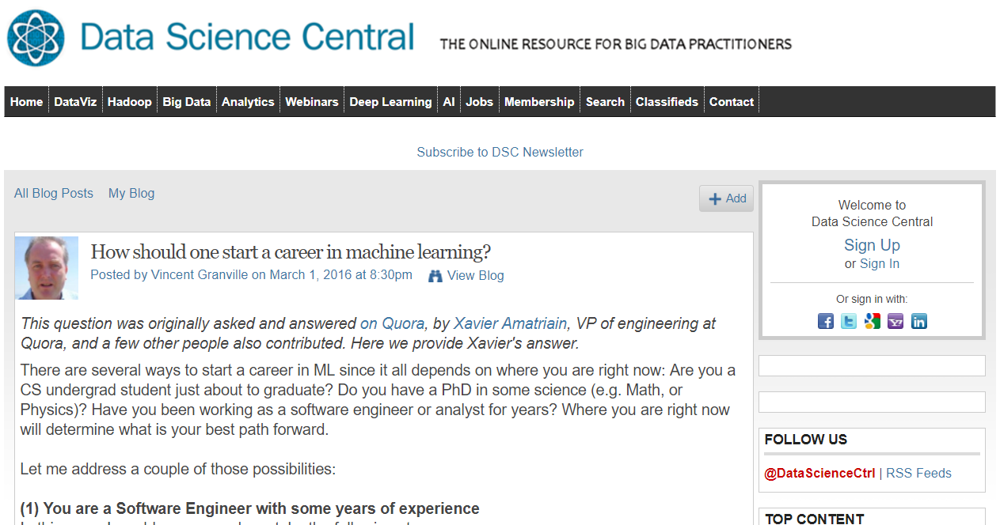 Data Science Central
THE ONLINE RESOURCE FOR BIG DATA PRACTITIONERS
Home DataViz Hadoop Big Data Analytics Webinars Deep Learning AI Jobs Membership Search Classifieds Contact
Subscribe to DSC Newsletter
All Blog Posts My Blog
+ Add
How should one start a career in machine learning?
Posted by Vincent Granville on March 1, 2016 at 8:30pm View Blog
This question was originally asked and answered on Quora, by Xavier Amatriain, VP of engineering at
Quora, and a few other people also contributed. Here we provide Xavier's answer.
There are several ways to start a career in ML since it all depends on where you are right now: Are you a
CS undergrad student just about to graduate? Do you have a PhD in some science (e.g. Math, or
Physics)? Have you been working as a software engineer or analyst for years? Where you are right now
will determine what is your best path forward.
Let me address a couple of those possibilities:
(1) You are a Software Engineer with some years of experience
Welcome to
Data Science Central
Sign Up
or Sign In
Or sign in with:
FOLLOW US
@DataScienceCtrl | RSS Feeds
TOP CONTENT